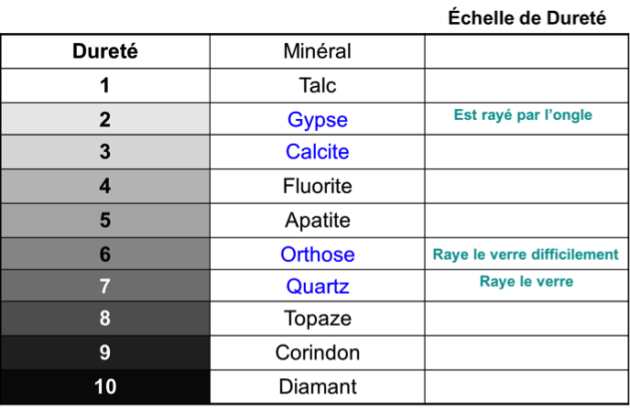 Échelle de Dureté
Dureté Minéral
1 Talc
2 Gypse Est rayé par l'ongle
3 Calcite
4 Fluorite
5 Apatite
6 Orthose Raye le verre difficilement
7 Quartz Raye le verre
8 Topaze
9 Corindon
10 Diamant